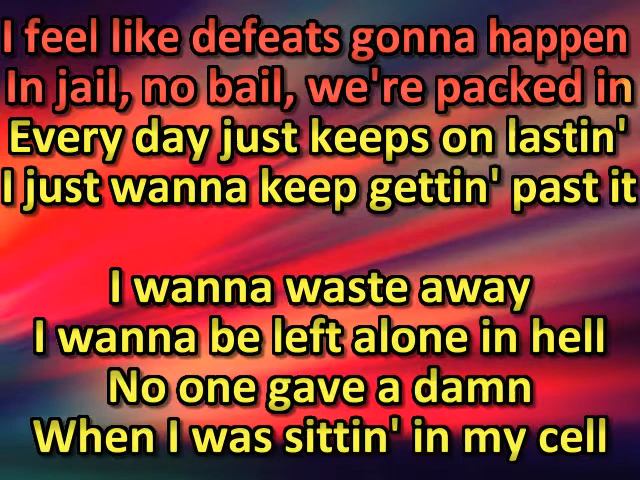 I feel like defeats gonna happen
In jail, no bail, we're packed in
Every day just keeps on lastin'
I just wanna keep gettin' past it
I wanna waste away
I wanna be left alone in hell
No one gave a damn
When I was sittin' in my cell